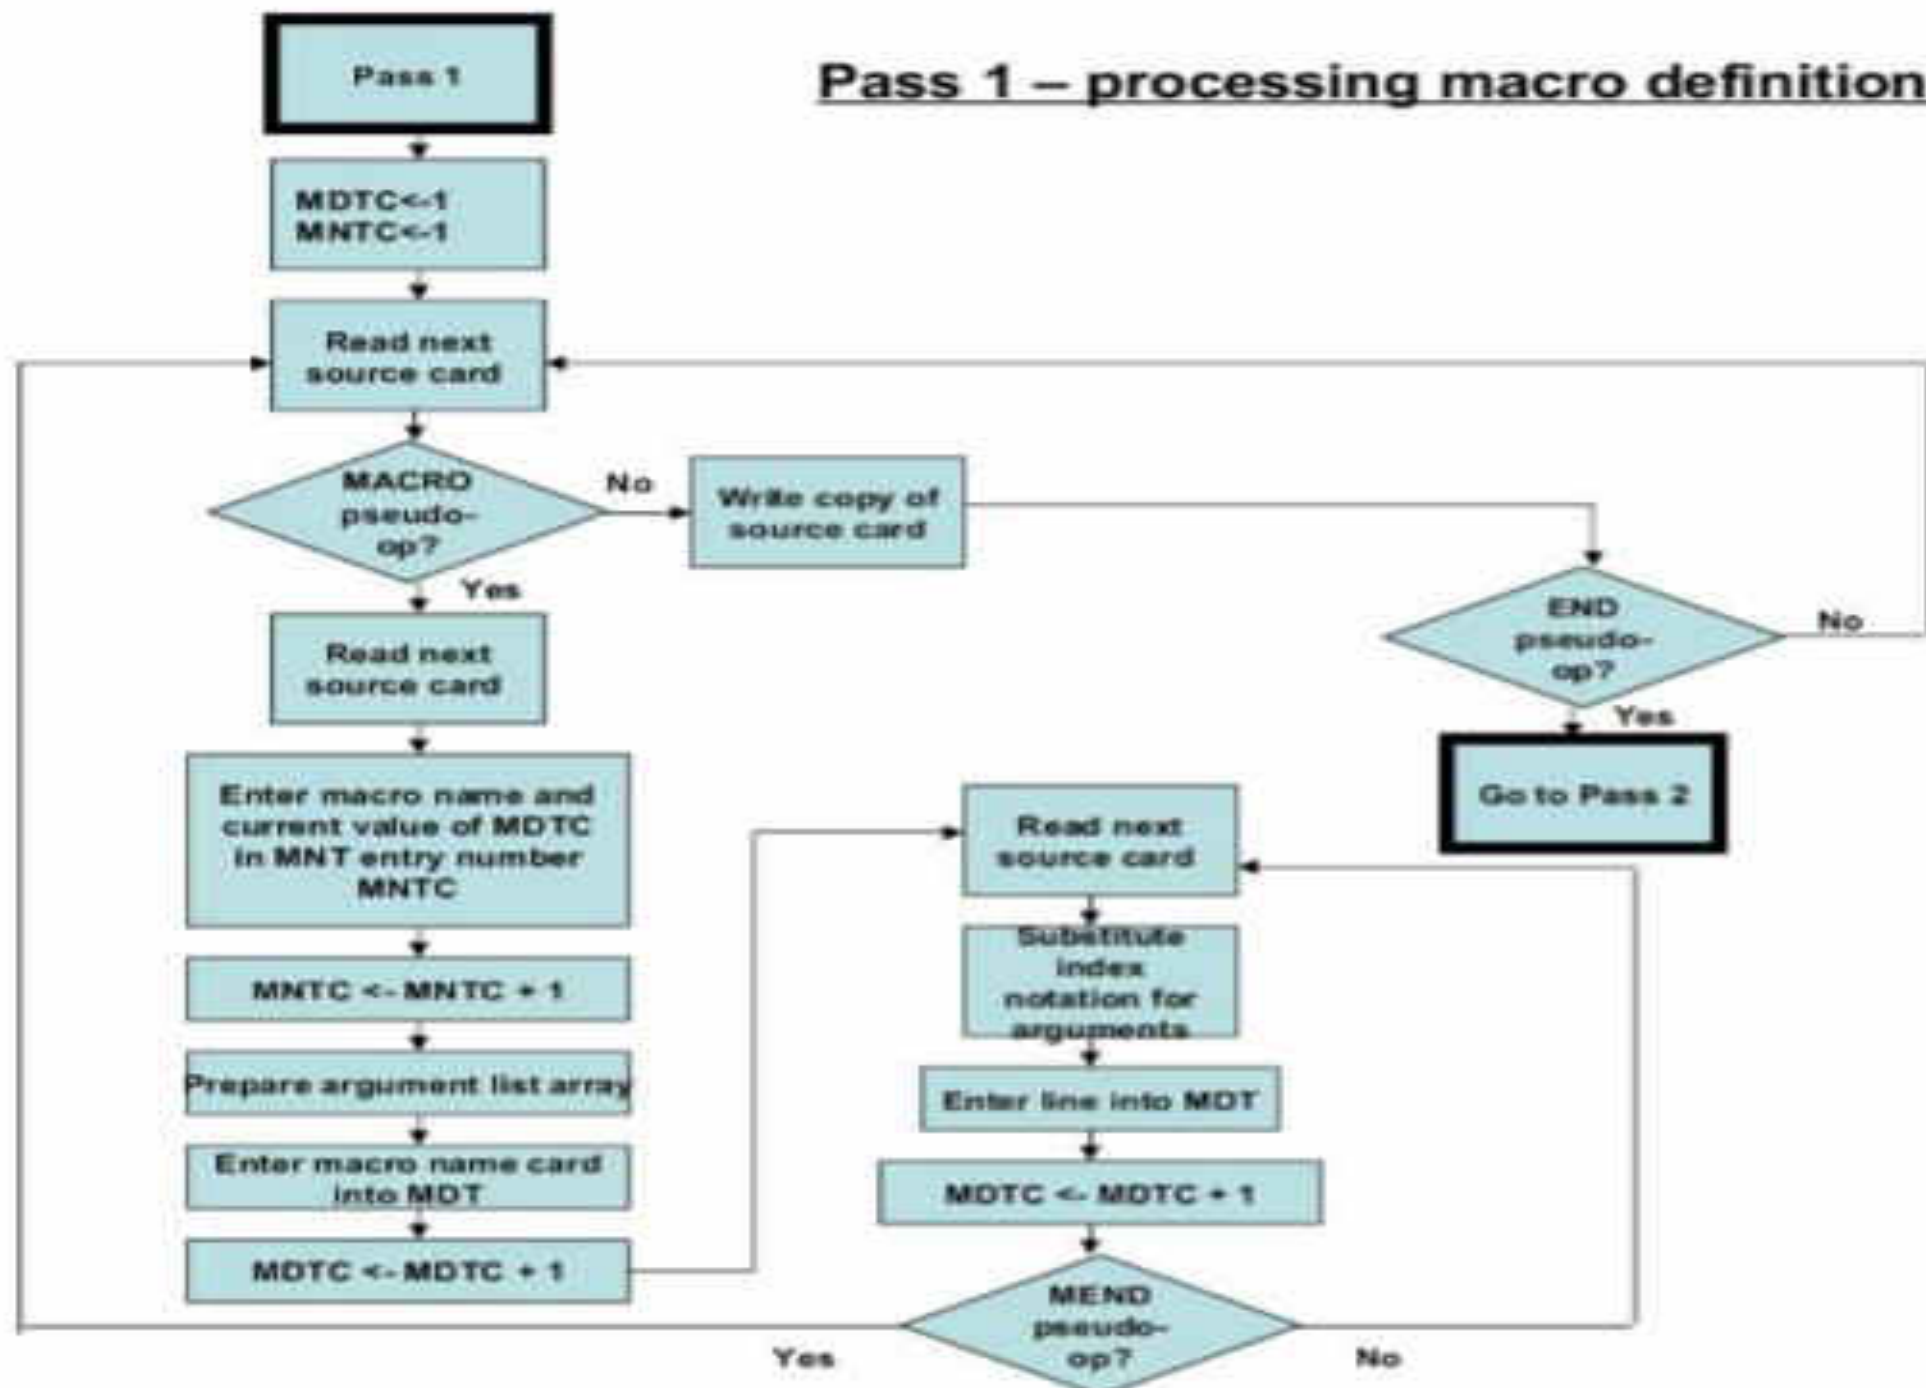 Pass 1
Pass 1 – processing macro definition
MDTC<-1
MNTC<-1
Read next
source card
MACRO
pseudo-
op?
No
Write copy of
source card
Yes
END
pseudo-
op?
No
Yes
Go to Pass 2
Read next
source card
Enter macro name and
current value of MDTC
in MNT entry number
MNTC
MNTC <- MNTC + 1
Prepare argument list array
Enter macro name card
into MDT
MDTC <- MDTC + 1
Read next
source card
Substitute
index
notation for
arguments
Enter line into MDT
MDTC <- MDTC + 1
MEND
pseudo-
op?
Yes
No